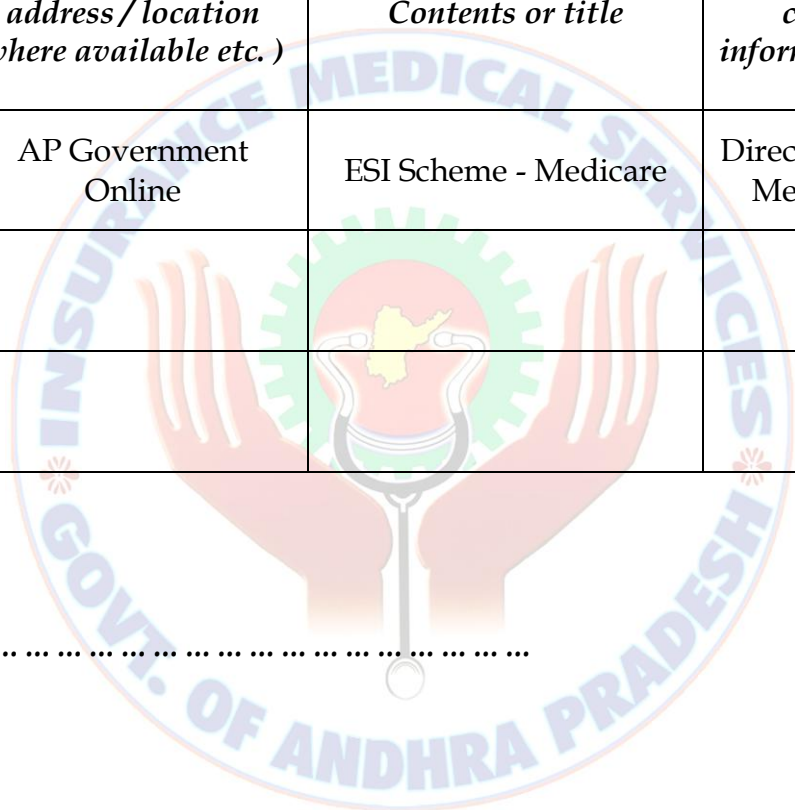 address / location
where available etc. )
Contents or title
AP Government
Online
ESI Scheme - Medicare
INSURANCE MEDICAL SERVICES
GOVT. OF ANDHRA PRADESH